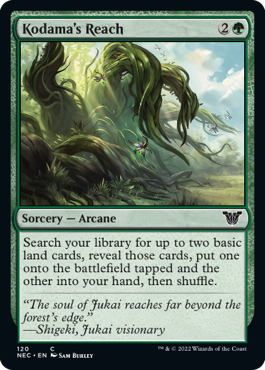 Kodama's Reach 2
Sorcery — Arcane
Search your library for up to two basic
land cards, reveal those cards, put one
onto the battlefield tapped and the
other into your hand, then shuffle.
“The soul of Jukai reaches far beyond the
forest's edge.”
—Shigeki, Jukai visionary
120 C
NEC • EN SAM BURLEY ™ & © 2022 Wizards of the Coast